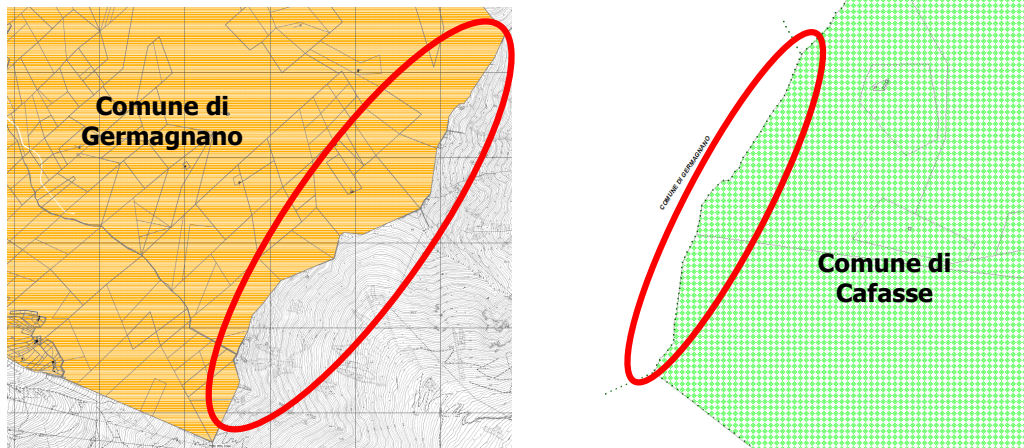 Comune di
Germagnano
COMUNE DI GERMAGNANO
Comune di
Cafasse